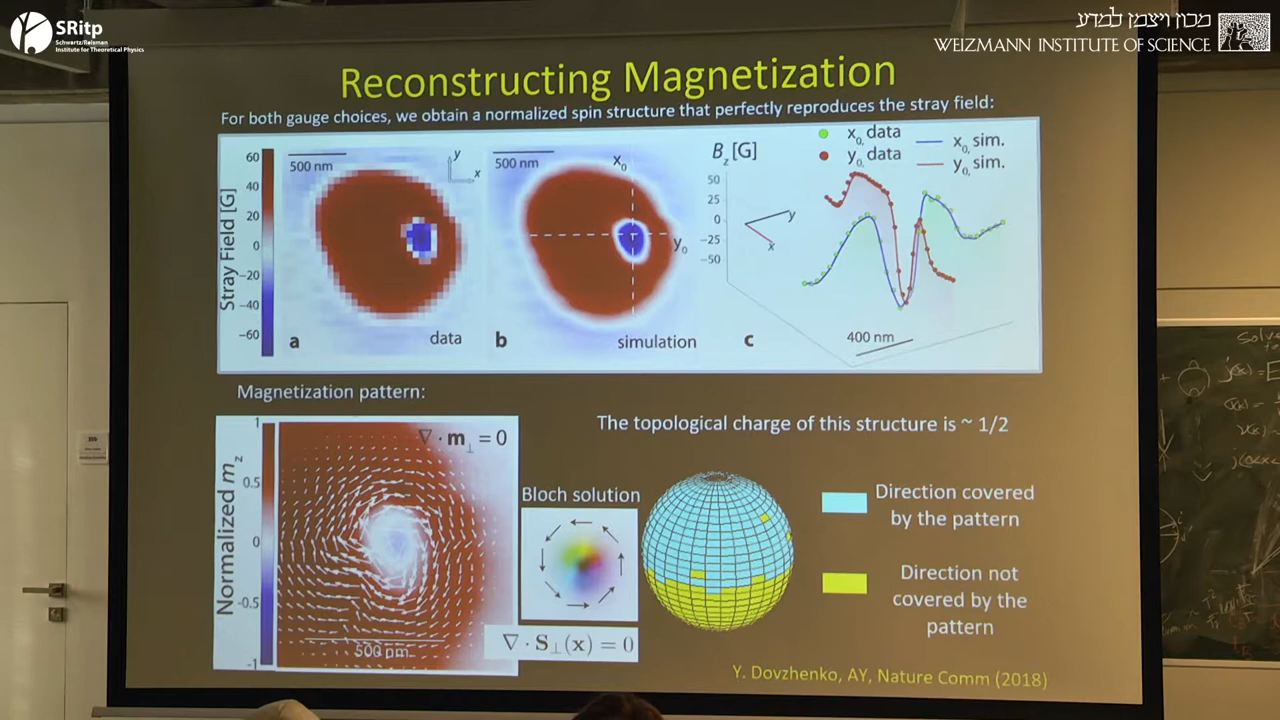 SRitp
Schwartz/Reisman
Institute for Theoretical Physics
מכון ויצמן למדע
WEIZMANN INSTITUTE OF SCIENCE
Reconstructing Magnetization
For both gauge choices, we obtain a normalized spin structure that perfectly reproduces the stray field:
Stray Field [G]
60
40
20
0
−20
−40
−60
500 nm
y
x
a
data
500 nm
x₀
y₀
b
simulation
B_z [G]
50
25
0
−25
−50
y
x
x₀, data
y₀, data
x₀, sim.
y₀, sim.
c
400 nm
Magnetization pattern:
Normalized m_z
1
0.5
0
-0.5
-1
∇ · m⊥ = 0
500 nm
Bloch solution
∇ · S⊥(x) = 0
The topological charge of this structure is ~ 1/2
Direction covered
by the pattern
Direction not
covered by the
pattern
Y. Dovzhenko, AY, Nature Comm (2018)